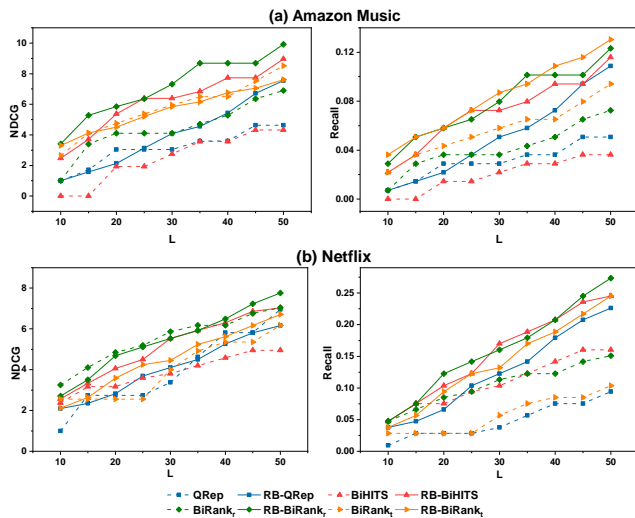 (a) Amazon Music
NDCG
10
8
6
4
2
0
10 20 30 40 50
L
Recall
0.12
0.08
0.04
0.00
10 20 30 40 50
L
(b) Netflix
NDCG
8
6
4
2
0
10 20 30 40 50
L
Recall
0.25
0.20
0.15
0.10
0.05
0.00
10 20 30 40 50
L
QRep RB-QRep BiHITS RB-BiHITS
BiRankᵣ RB-BiRankᵣ BiRankₜ RB-BiRankₜ